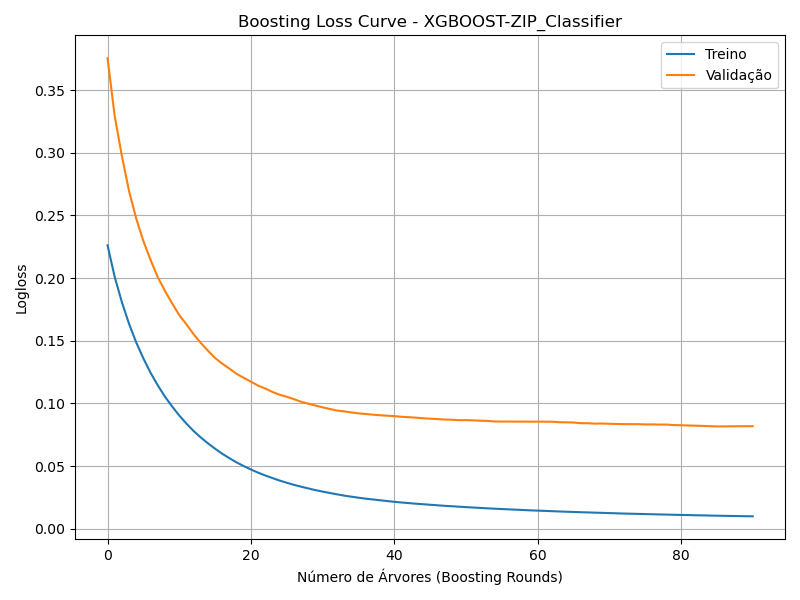 Boosting Loss Curve - XGBOOST-ZIP_Classifier
Treino
Validação
Logloss
0.35
0.30
0.25
0.20
0.15
0.10
0.05
0.00
0
20
40
60
80
Número de Árvores (Boosting Rounds)